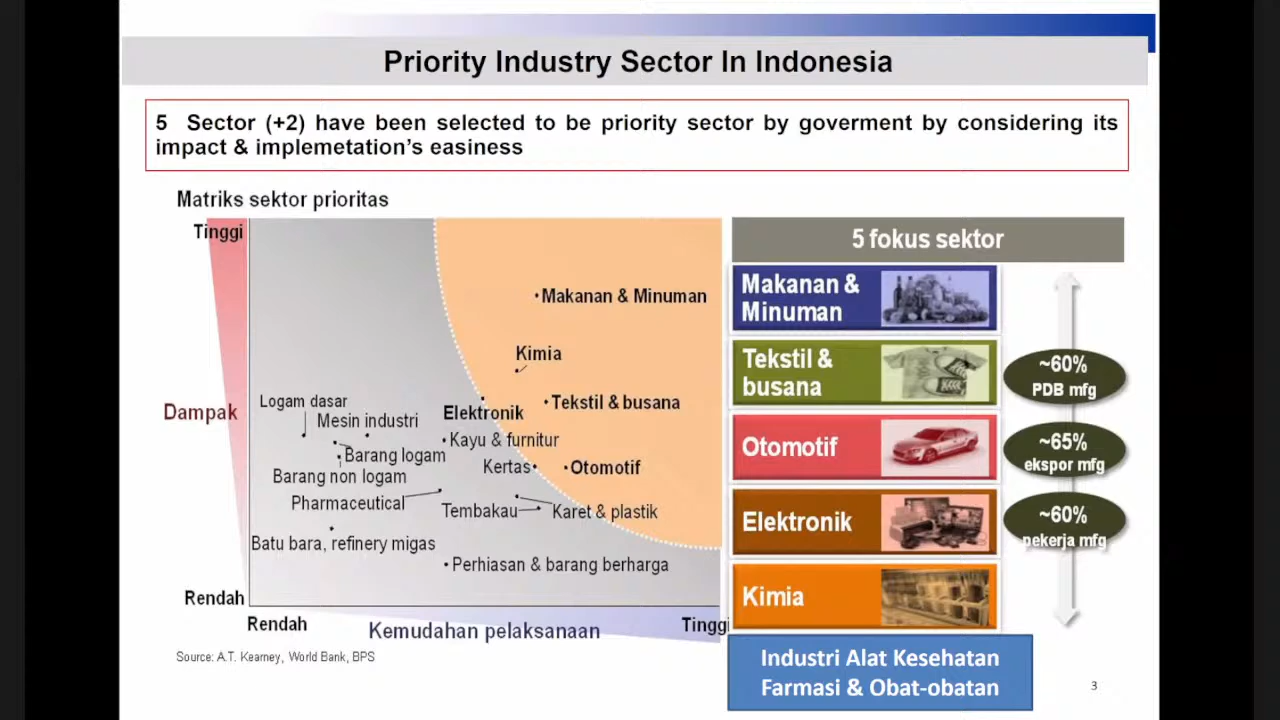 Priority Industry Sector In Indonesia
5 Sector (+2) have been selected to be priority sector by goverment by considering its
impact & implemetation's easiness
Matriks sektor prioritas
Tinggi
Dampak
Rendah
Makanan & Minuman
Kimia
Tekstil & busana
Elektronik
Logam dasar
Mesin industri
Kayu & furnitur
Barang logam
Kertas
Otomotif
Barang non logam
Pharmaceutical
Tembakau
Karet & plastik
Batu bara, refinery migas
Perhiasan & barang berharga
Rendah
Kemudahan pelaksanaan
Tinggi
Source: A.T. Kearney, World Bank, BPS
5 fokus sektor
Makanan &
Minuman
Tekstil &
busana
Otomotif
Elektronik
Kimia
~60%
PDB mfg
~65%
ekspor mfg
~60%
pekerja mfg
Industri Alat Kesehatan
Farmasi & Obat-obatan
3